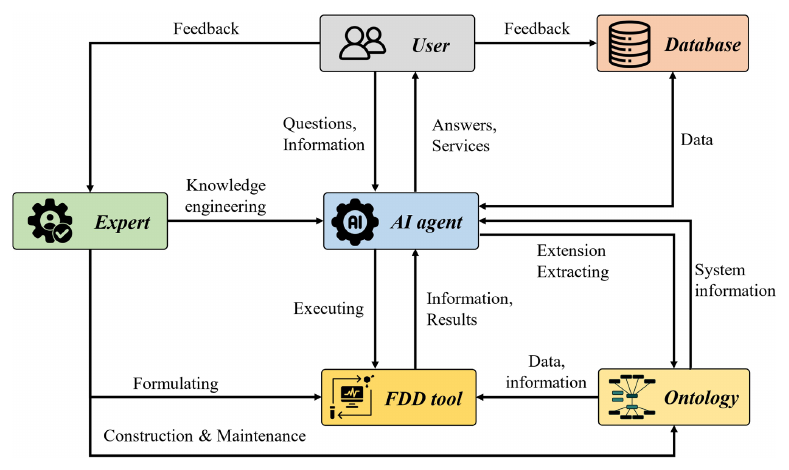 Feedback
User
Feedback
Database
Questions,
Information
Answers,
Services
Data
Knowledge
engineering
Expert
AI
AI agent
Extension
Extracting
System
information
Executing
Information,
Results
Formulating
FDD tool
Data,
information
Ontology
Construction & Maintenance